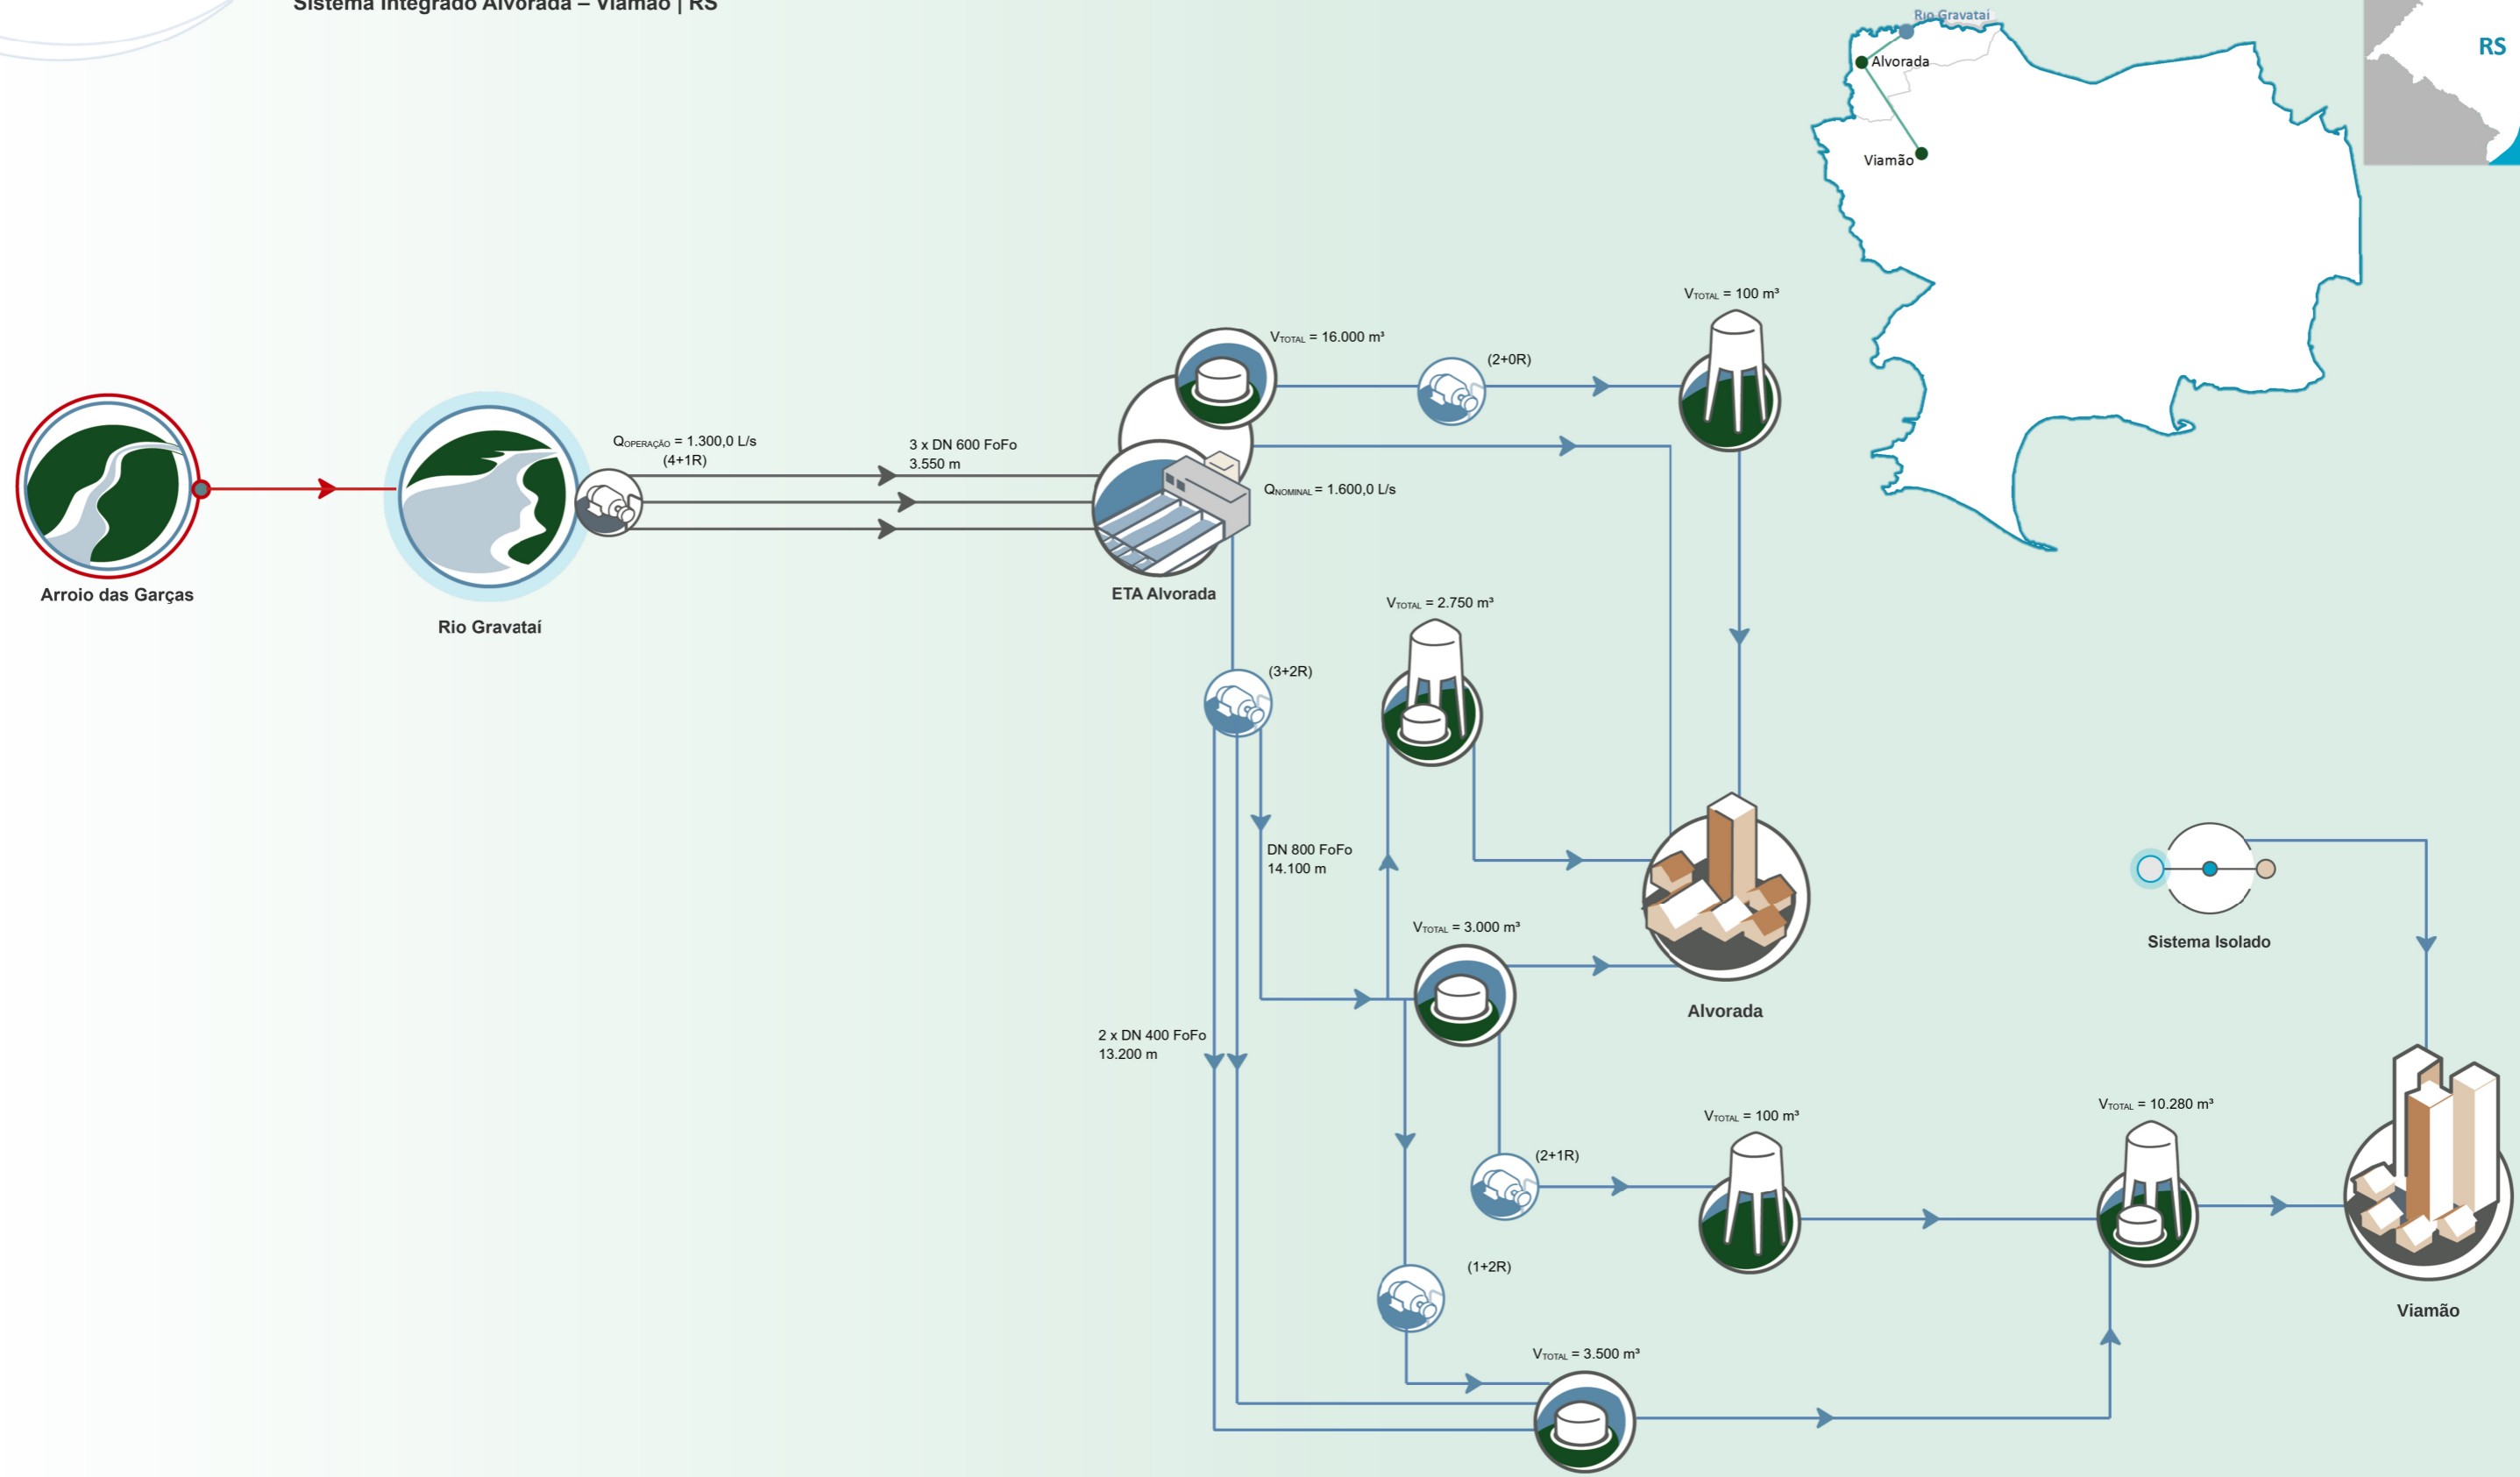 Sistema Integrado Alvorada – Viamão | RS
Rio Gravataí
Alvorada
Viamão
RS
VTOTAL = 100 m³
VTOTAL = 16.000 m³
(2+0R)
QOPERAÇÃO = 1.300,0 L/s
(4+1R)
3 x DN 600 FoFo
3.550 m
QNOMINAL = 1.600,0 L/s
Arroio das Garças
Rio Gravataí
ETA Alvorada
VTOTAL = 2.750 m³
(3+2R)
DN 800 FoFo
14.100 m
VTOTAL = 3.000 m³
Alvorada
Sistema Isolado
2 x DN 400 FoFo
13.200 m
(2+1R)
VTOTAL = 100 m³
VTOTAL = 10.280 m³
(1+2R)
Viamão
VTOTAL = 3.500 m³